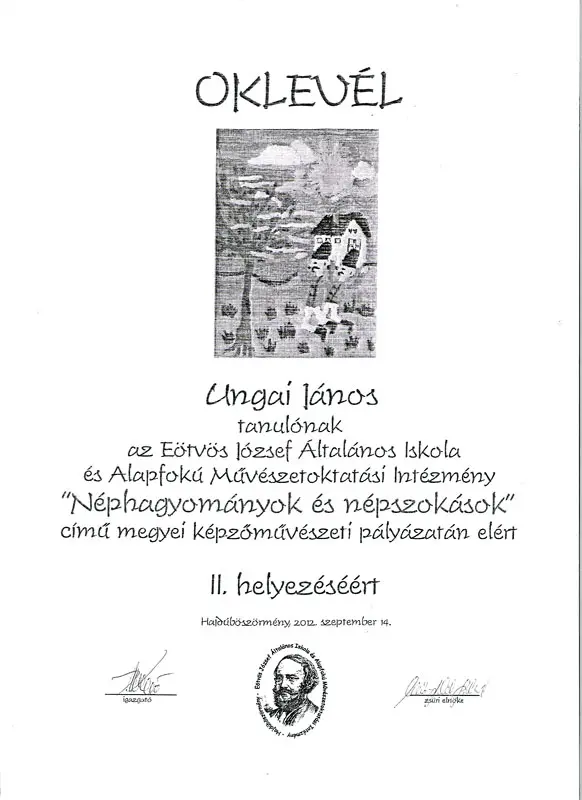 OKLEVÉL
Ungai János
tanulónak
az Eötvös József Általános Iskola
és Alapfokú Művészetoktatási Intézmény
"Néphagyományok és népszokások"
című megyei képzőművészeti pályázatán elért
II. helyezéséért
Hajdúböszörmény, 2012. szeptember 14.
Eötvös József Általános Iskola és Alapfokú Művészetoktatási Intézmény - Hajdúböszörmény -
igazgató
zsűri elnöke